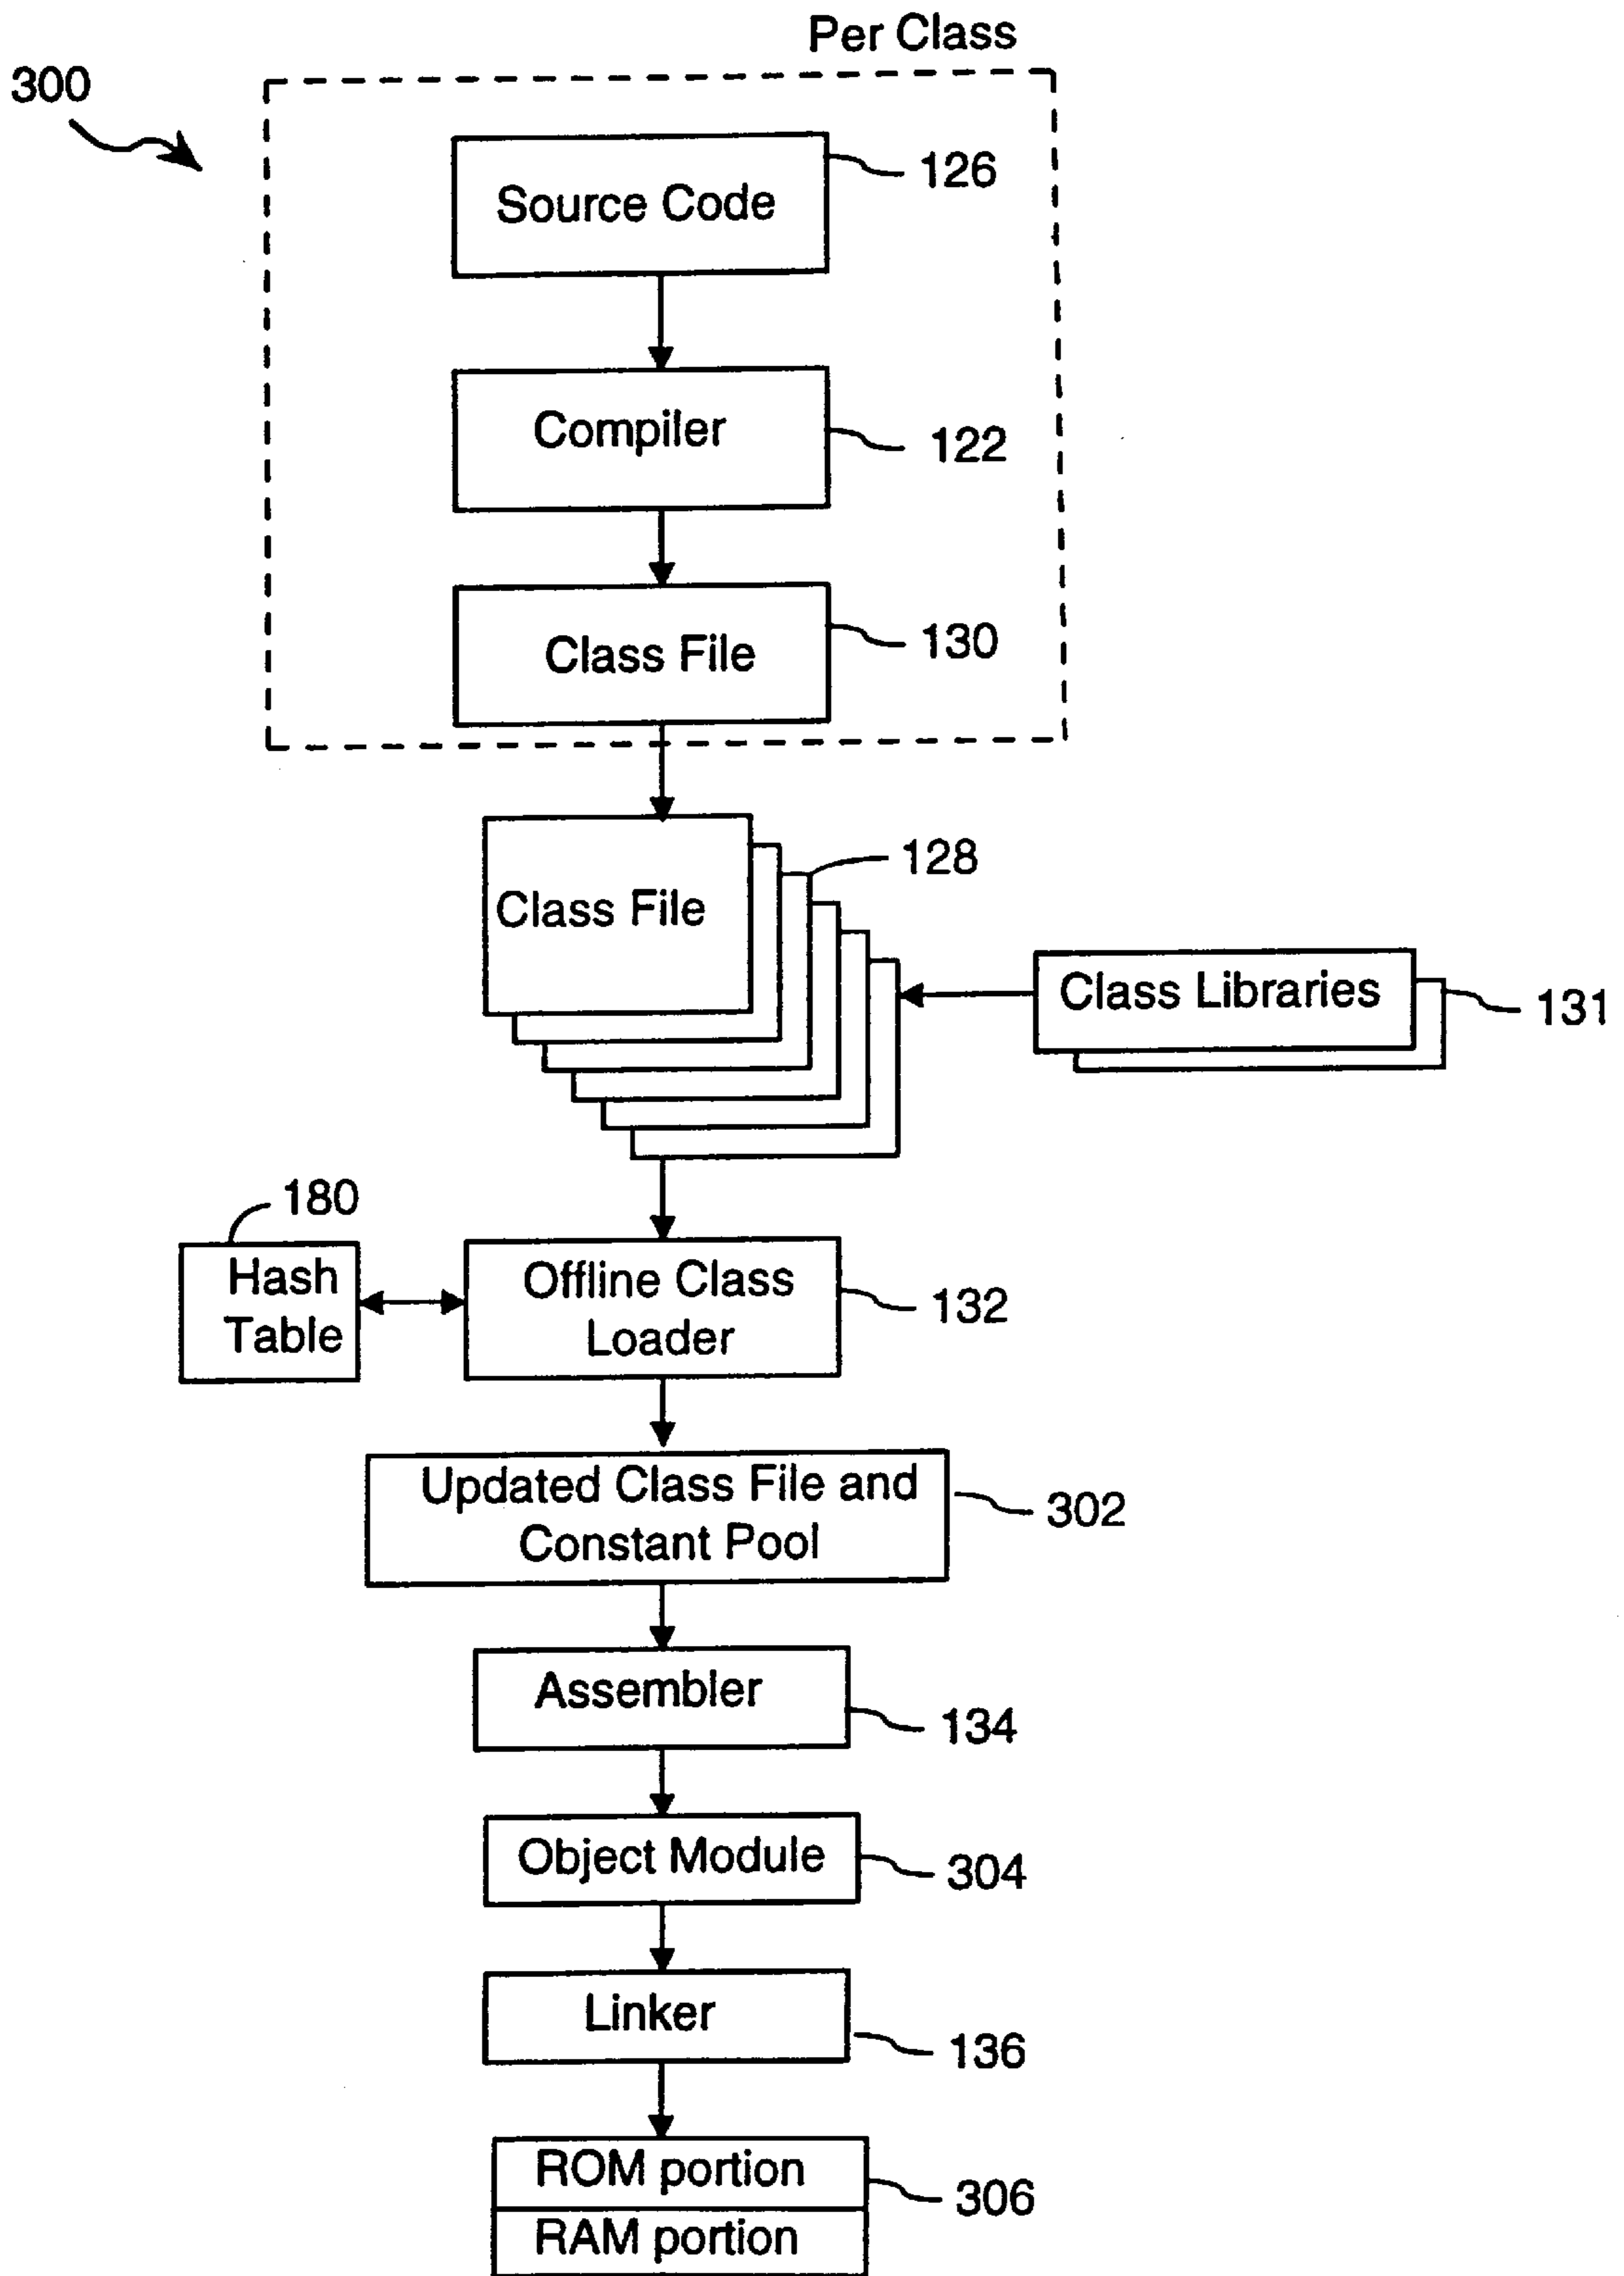 Per Class
300
Source Code
126
Compiler
122
Class File
130
Class File
128
Class Libraries
131
180
Hash
Table
Offline Class
Loader
132
Updated Class File and
Constant Pool
302
Assembler
134
Object Module
304
Linker
136
ROM portion
306
RAM portion